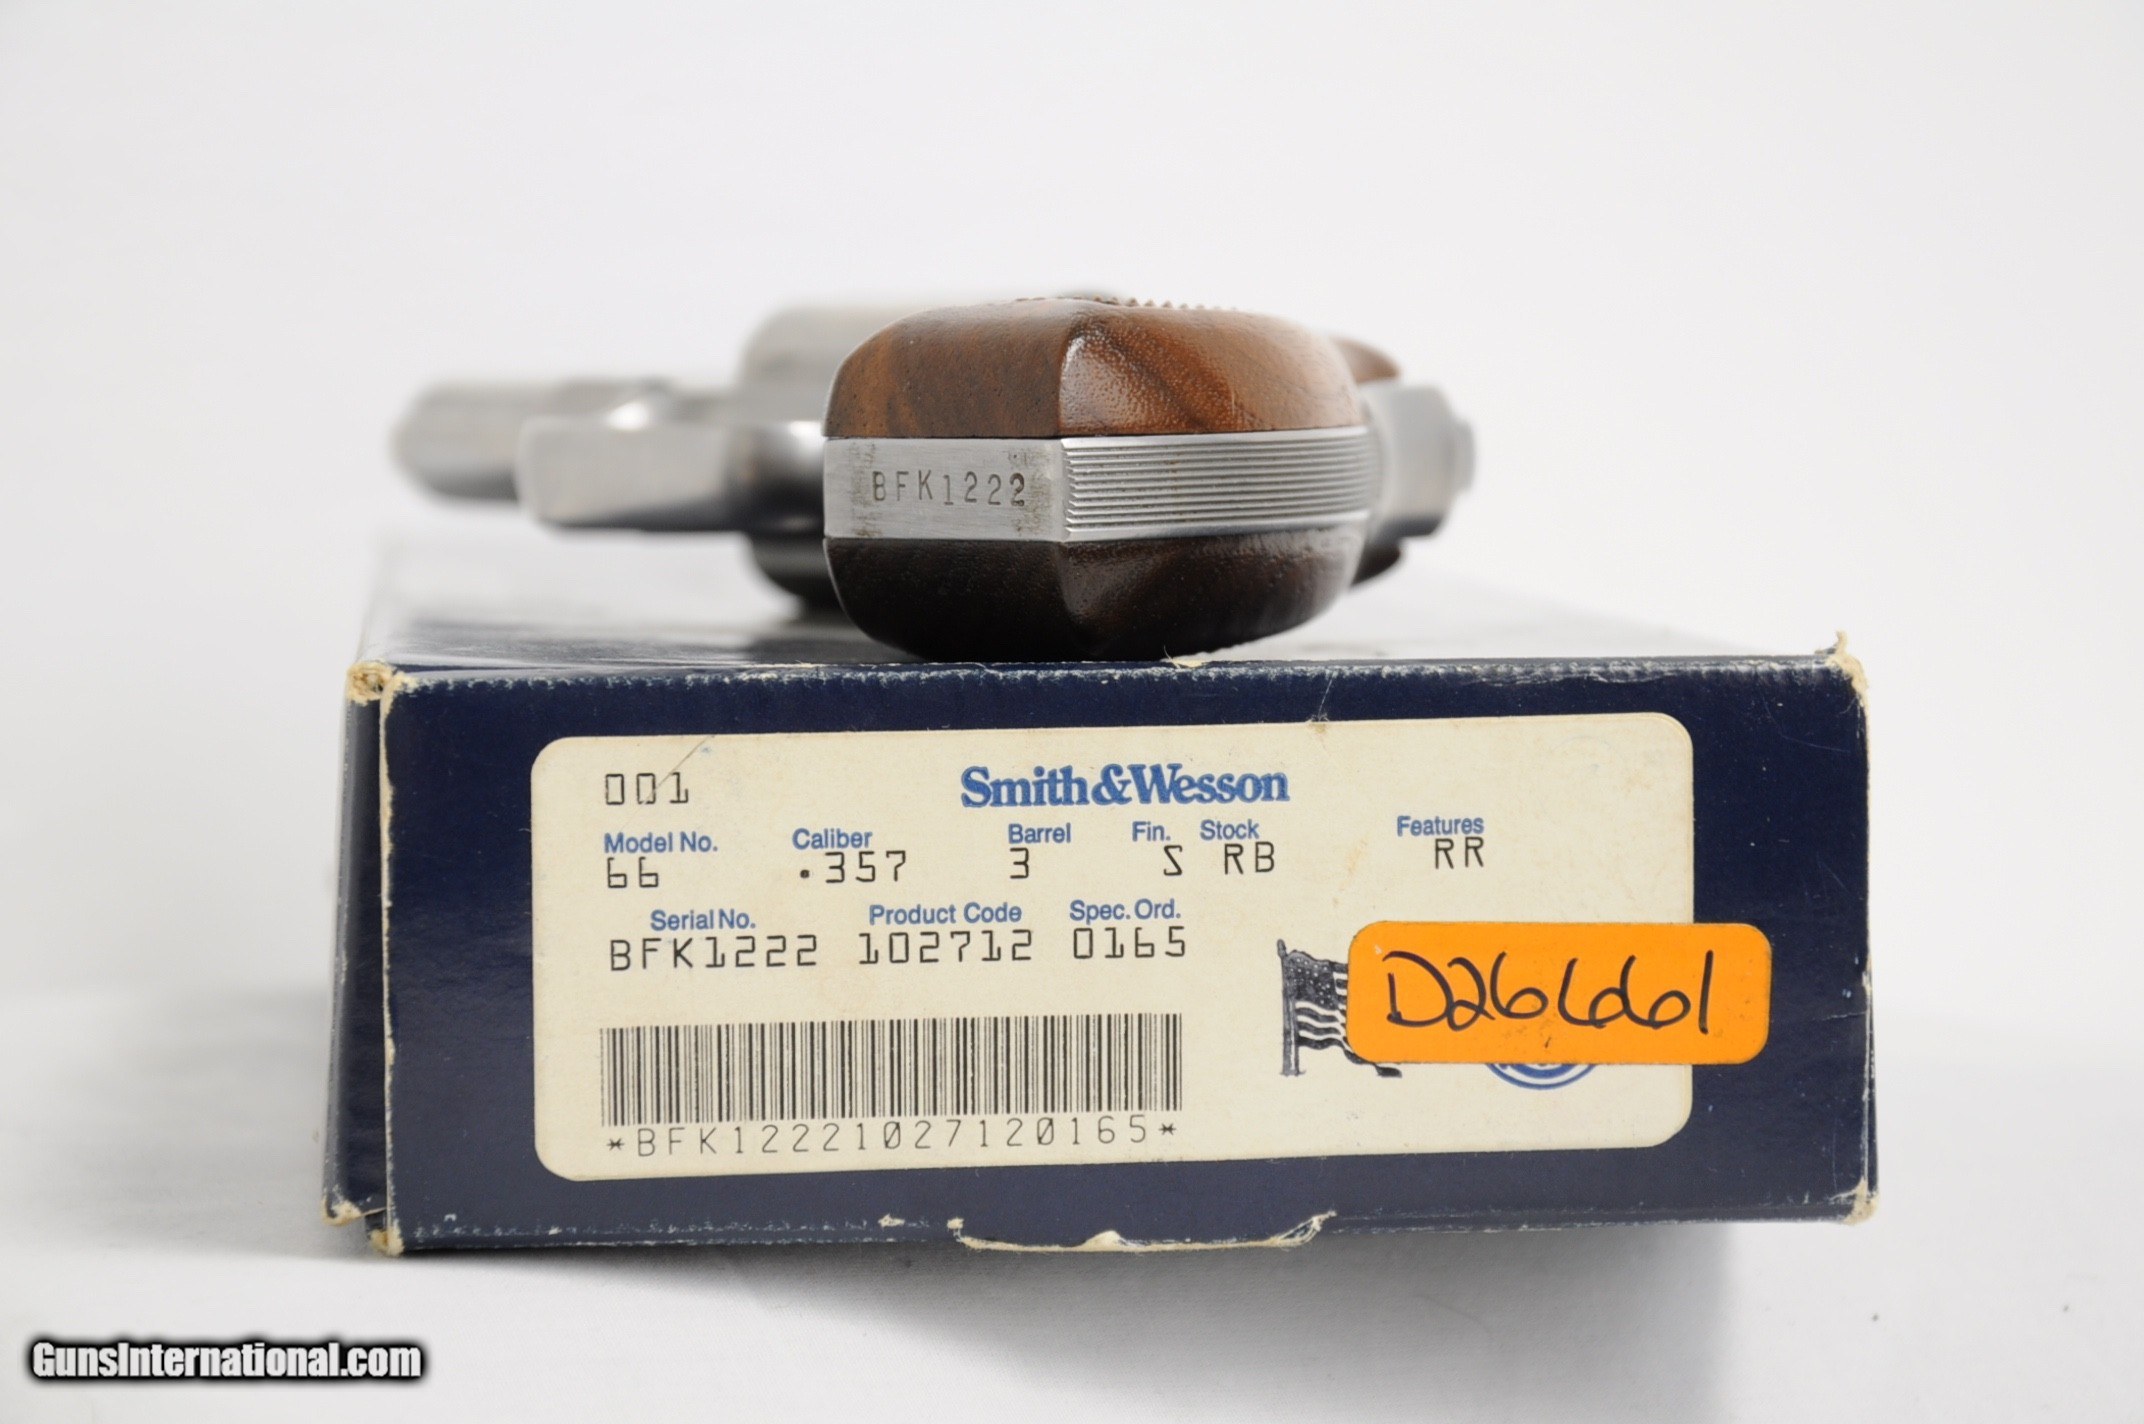 BFK1222
001
Smith&Wesson
Model No. Caliber Barrel Fin. Stock Features
66 .357 3 S RB RR
Serial No. Product Code Spec. Ord.
BFK1222 102712 0165
D26661
*BFK12221027120165*
GunsInternational.com